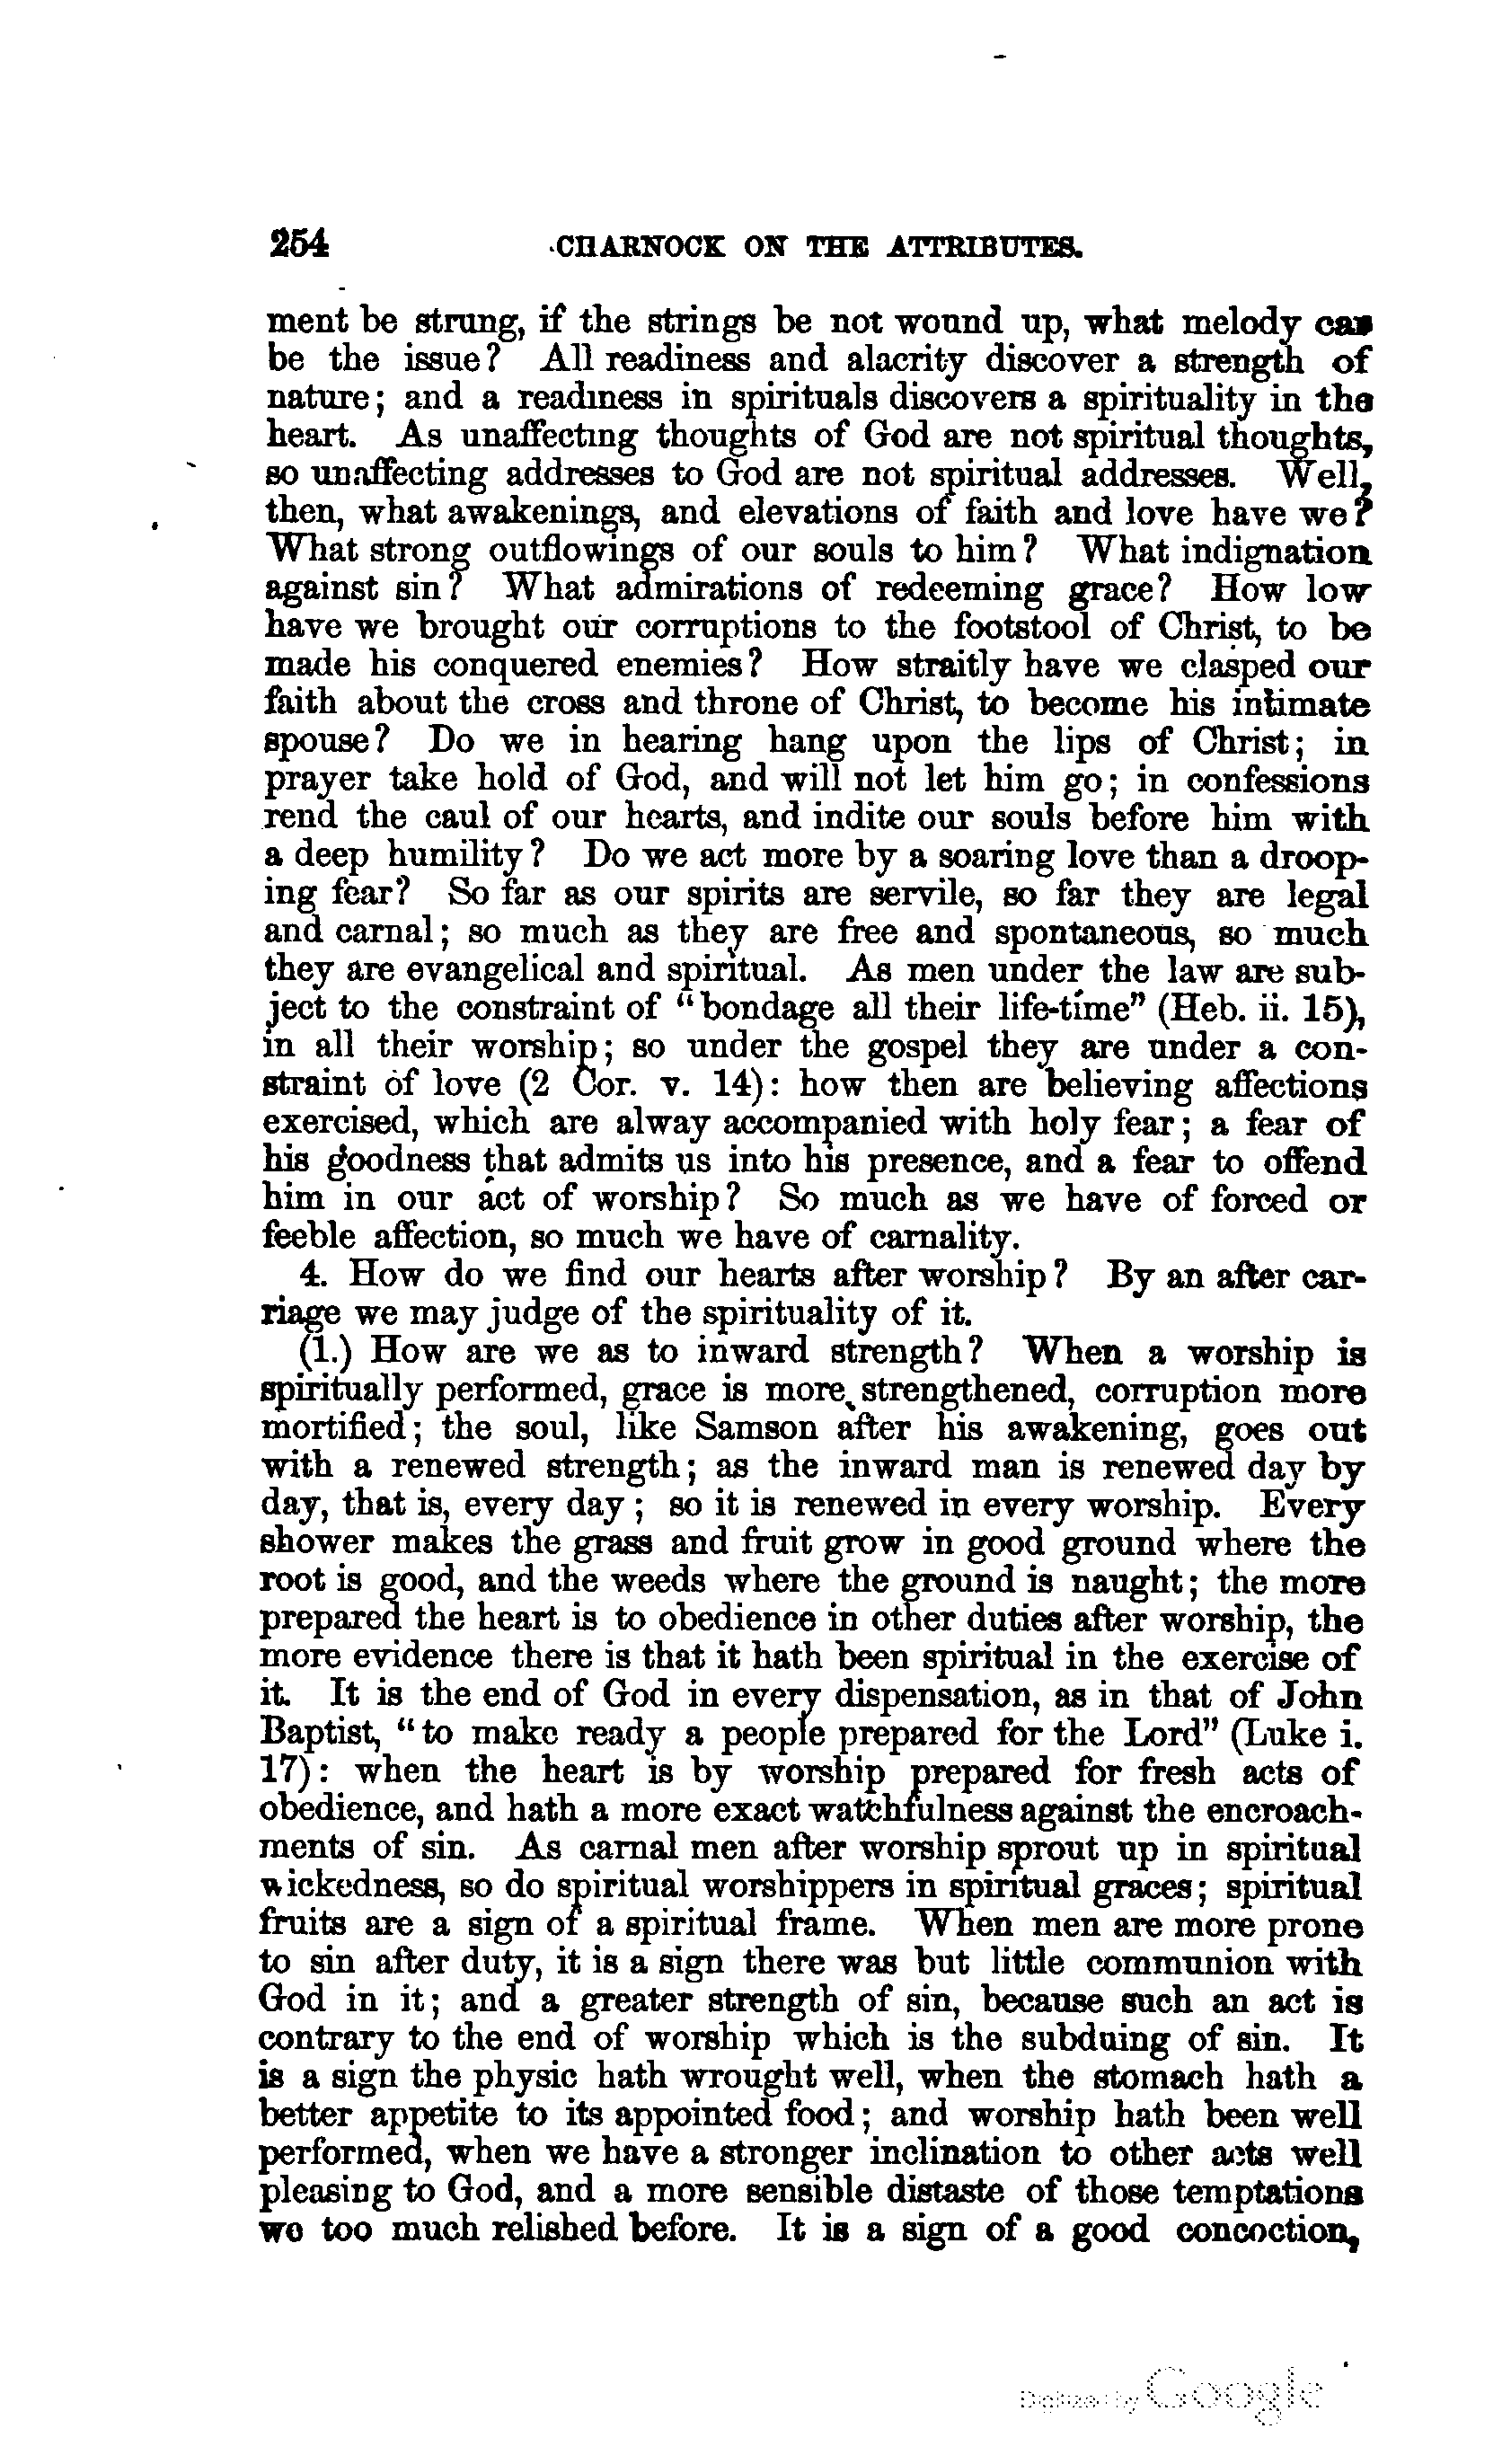 254 CHARNOCK ON THE ATTRIBUTES.
ment be strung, if the strings be not wound up, what melody can
be the issue? All readiness and alacrity discover a strength of
nature; and a readiness in spirituals discovers a spirituality in the
heart. As unaffecting thoughts of God are not spiritual thoughts,
so unaffecting addresses to God are not spiritual addresses. Well,
then, what awakenings, and elevations of faith and love have we?
What strong outflowings of our souls to him? What indignation
against sin? What admirations of redeeming grace? How low
have we brought our corruptions to the footstool of Christ, to be
made his conquered enemies? How straitly have we clasped our
faith about the cross and throne of Christ, to become his intimate
spouse? Do we in hearing hang upon the lips of Christ; in
prayer take hold of God, and will not let him go; in confessions
rend the caul of our hearts, and indite our souls before him with
a deep humility? Do we act more by a soaring love than a droop-
ing fear? So far as our spirits are servile, so far they are legal
and carnal; so much as they are free and spontaneous, so much
they are evangelical and spiritual. As men under the law are sub-
ject to the constraint of "bondage all their life-time" (Heb. ii. 15),
in all their worship; so under the gospel they are under a con-
straint of love (2 Cor. v. 14): how then are believing affections
exercised, which are alway accompanied with holy fear; a fear of
his goodness that admits us into his presence, and a fear to offend
him in our act of worship? So much as we have of forced or
feeble affection, so much we have of carnality.
4. How do we find our hearts after worship? By an after car-
riage we may judge of the spirituality of it.
(1.) How are we as to inward strength? When a worship is
spiritually performed, grace is more strengthened, corruption more
mortified; the soul, like Samson after his awakening, goes out
with a renewed strength; as the inward man is renewed day by
day, that is, every day; so it is renewed in every worship. Every
shower makes the grass and fruit grow in good ground where the
root is good, and the weeds where the ground is naught; the more
prepared the heart is to obedience in other duties after worship, the
more evidence there is that it hath been spiritual in the exercise of
it. It is the end of God in every dispensation, as in that of John
Baptist, "to make ready a people prepared for the Lord" (Luke i.
17): when the heart is by worship prepared for fresh acts of
obedience, and hath a more exact watchfulness against the encroach-
ments of sin. As carnal men after worship sprout up in spiritual
wickedness, so do spiritual worshippers in spiritual graces; spiritual
fruits are a sign of a spiritual frame. When men are more prone
to sin after duty, it is a sign there was but little communion with
God in it; and a greater strength of sin, because such an act is
contrary to the end of worship which is the subduing of sin. It
is a sign the physic hath wrought well, when the stomach hath a
better appetite to its appointed food; and worship hath been well
performed, when we have a stronger inclination to other acts well
pleasing to God, and a more sensible distaste of those temptations
we too much relished before. It is a sign of a good concoction,
Digitized by Google